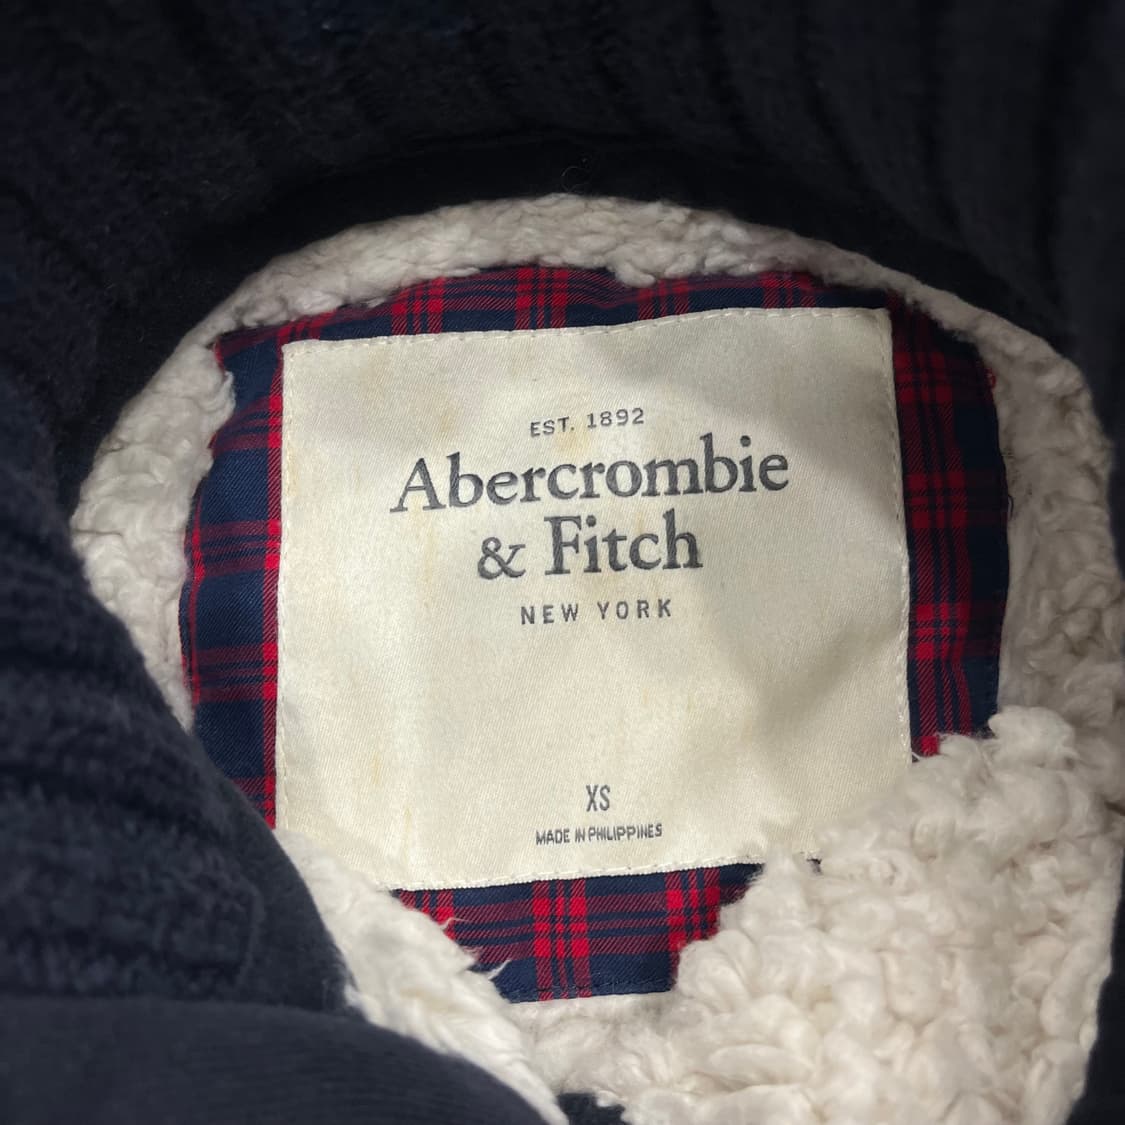 EST. 1892
Abercrombie
& Fitch
NEW YORK
XS
MADE IN PHILIPPINES